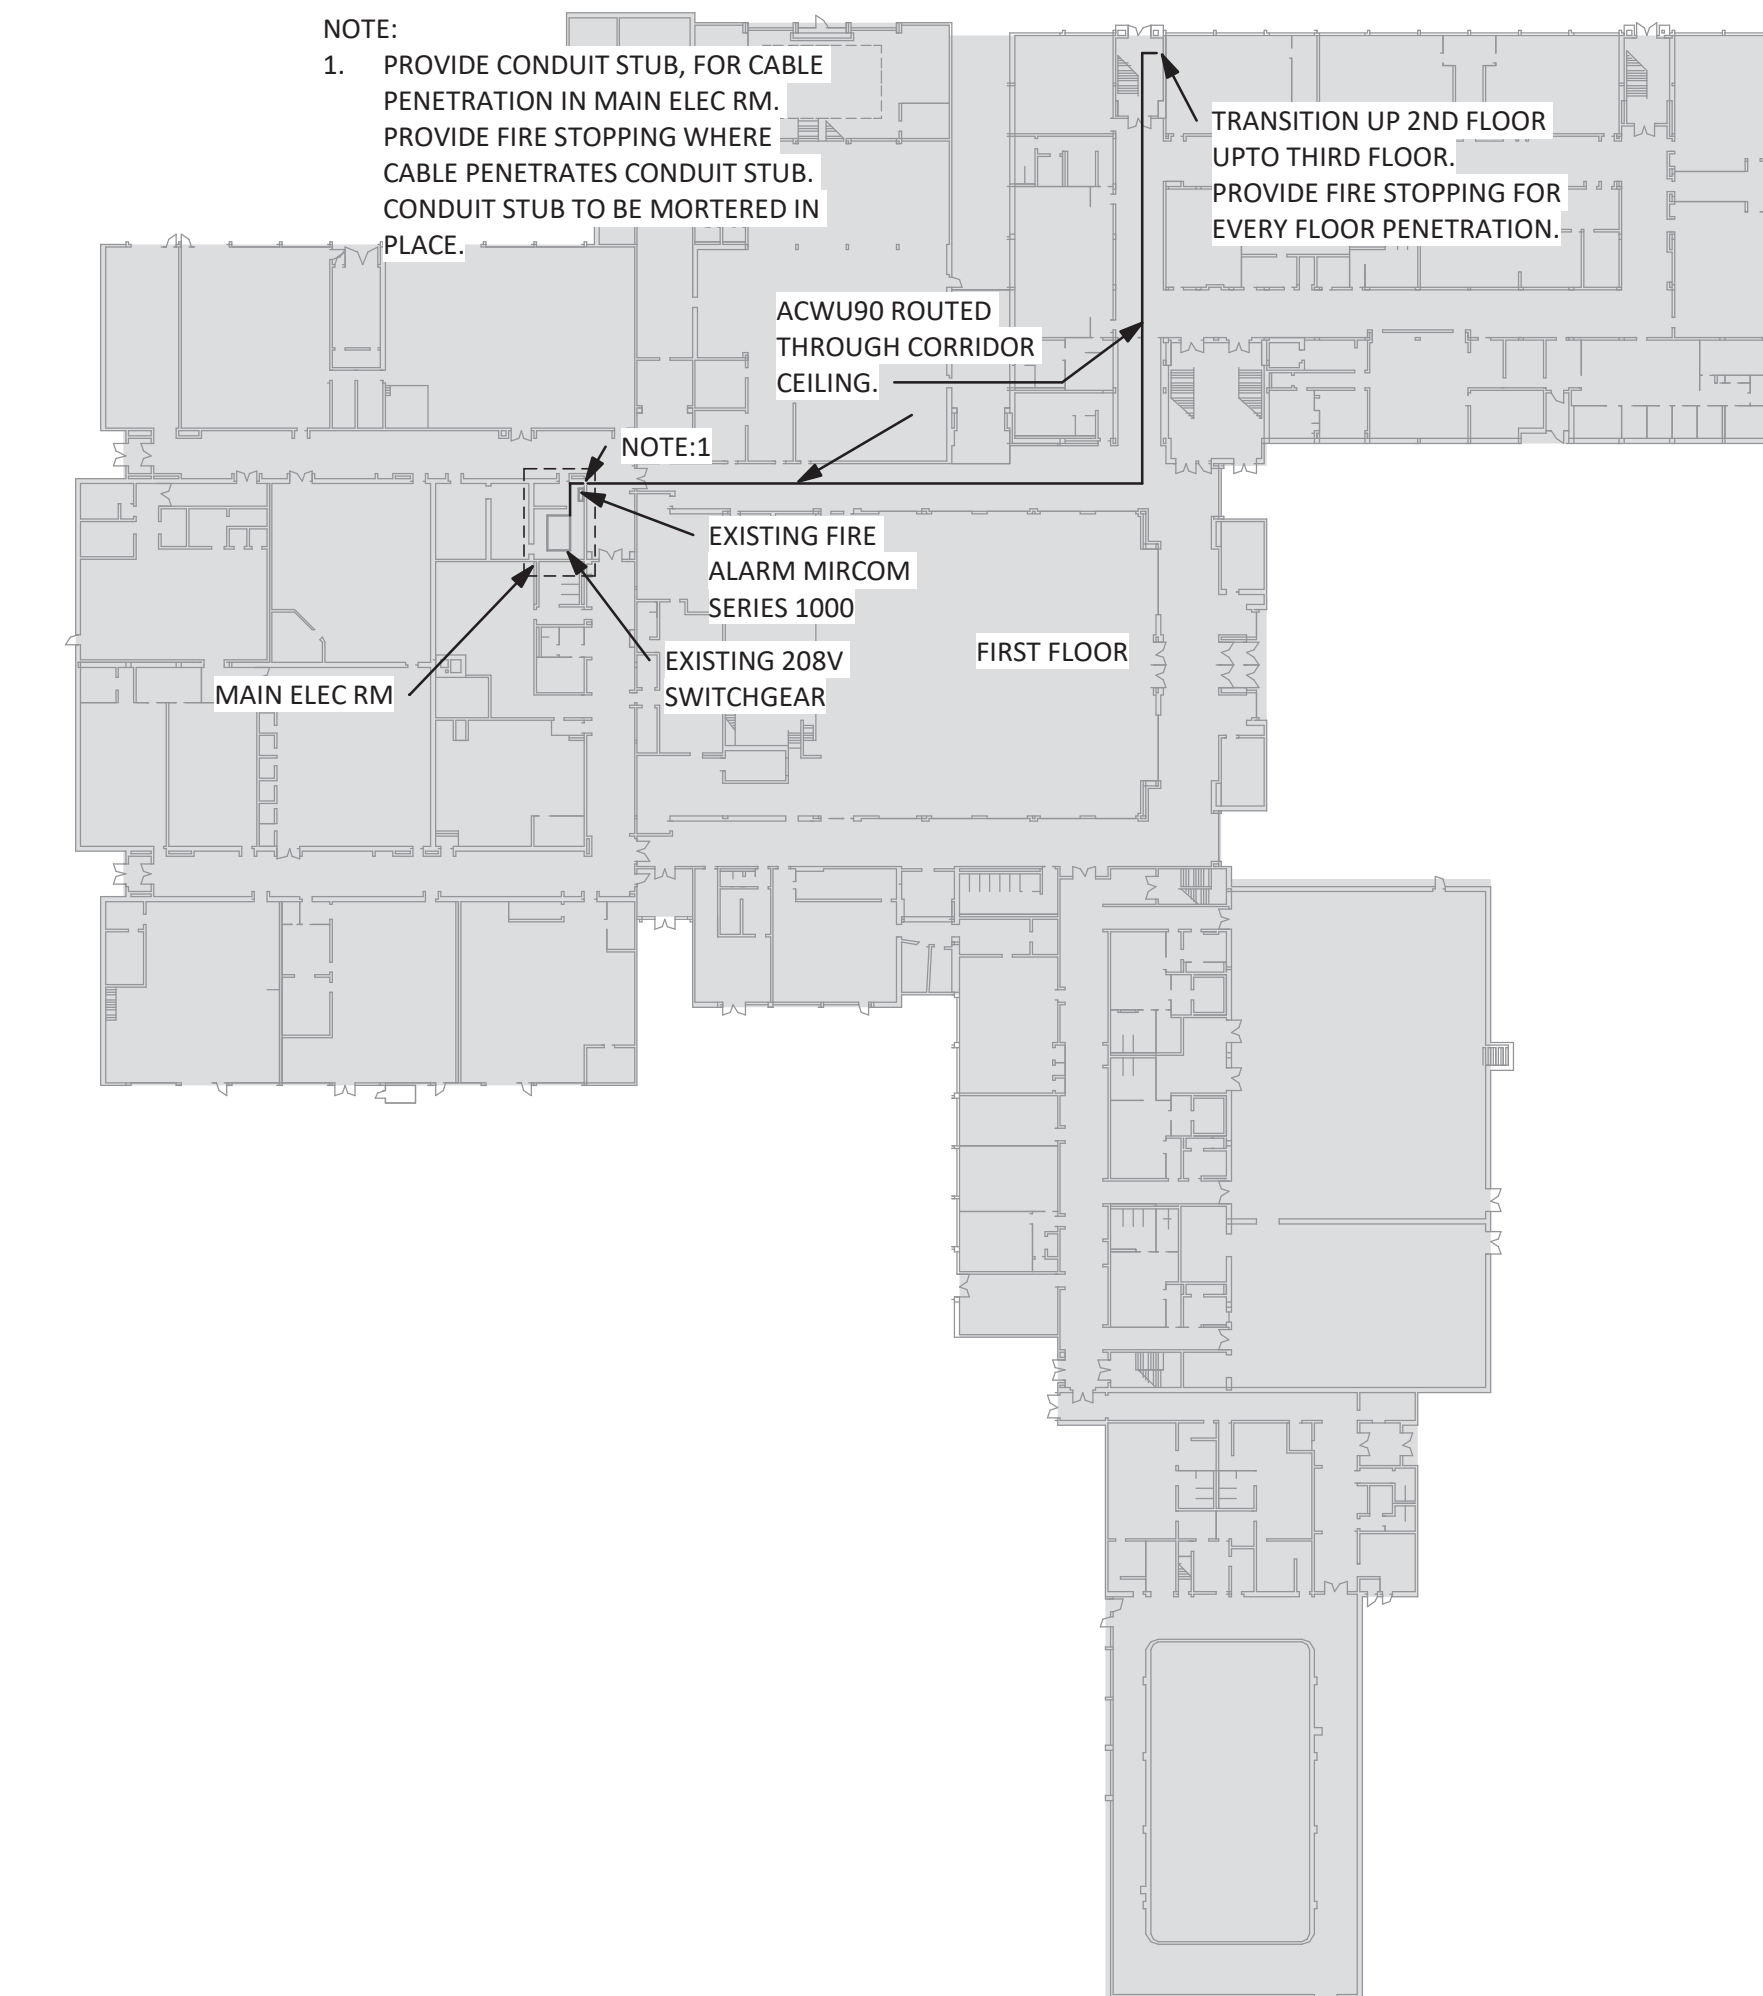 NOTE:
1. PROVIDE CONDUIT STUB, FOR CABLE
PENETRATION IN MAIN ELEC RM.
PROVIDE FIRE STOPPING WHERE
CABLE PENETRATES CONDUIT STUB.
CONDUIT STUB TO BE MORTERED IN
PLACE.
TRANSITION UP 2ND FLOOR
UPTO THIRD FLOOR.
PROVIDE FIRE STOPPING FOR
EVERY FLOOR PENETRATION.
ACWU90 ROUTED
THROUGH CORRIDOR
CEILING.
NOTE:1
EXISTING FIRE
ALARM MIRCOM
SERIES 1000
FIRST FLOOR
EXISTING 208V
SWITCHGEAR
MAIN ELEC RM